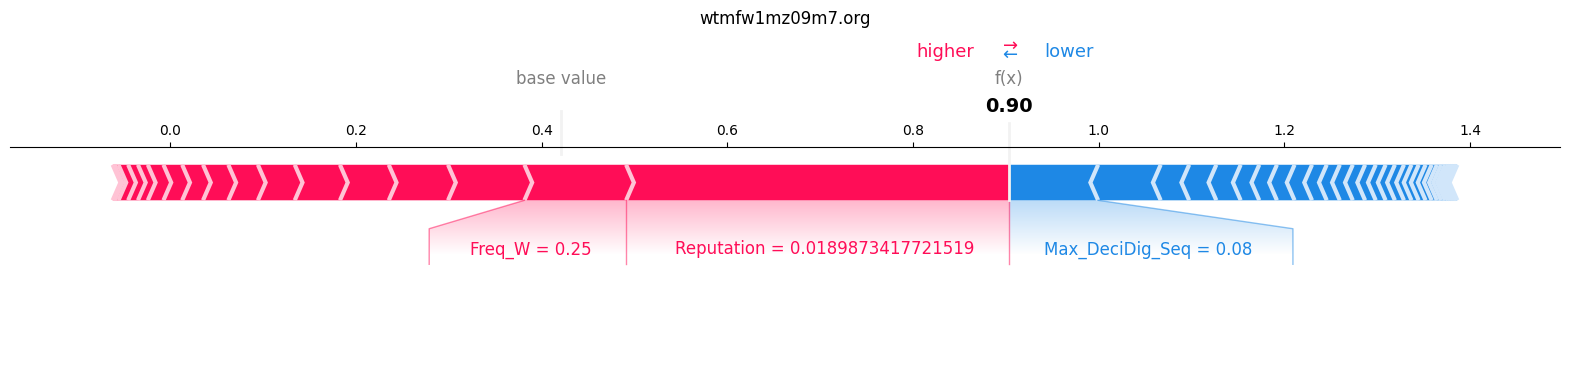 wtmfw1mz09m7.org
higher ⇄ lower
base value f(x)
0.90
0.0 0.2 0.4 0.6 0.8 1.0 1.2 1.4
Freq_W = 0.25 Reputation = 0.0189873417721519 Max_DeciDig_Seq = 0.08